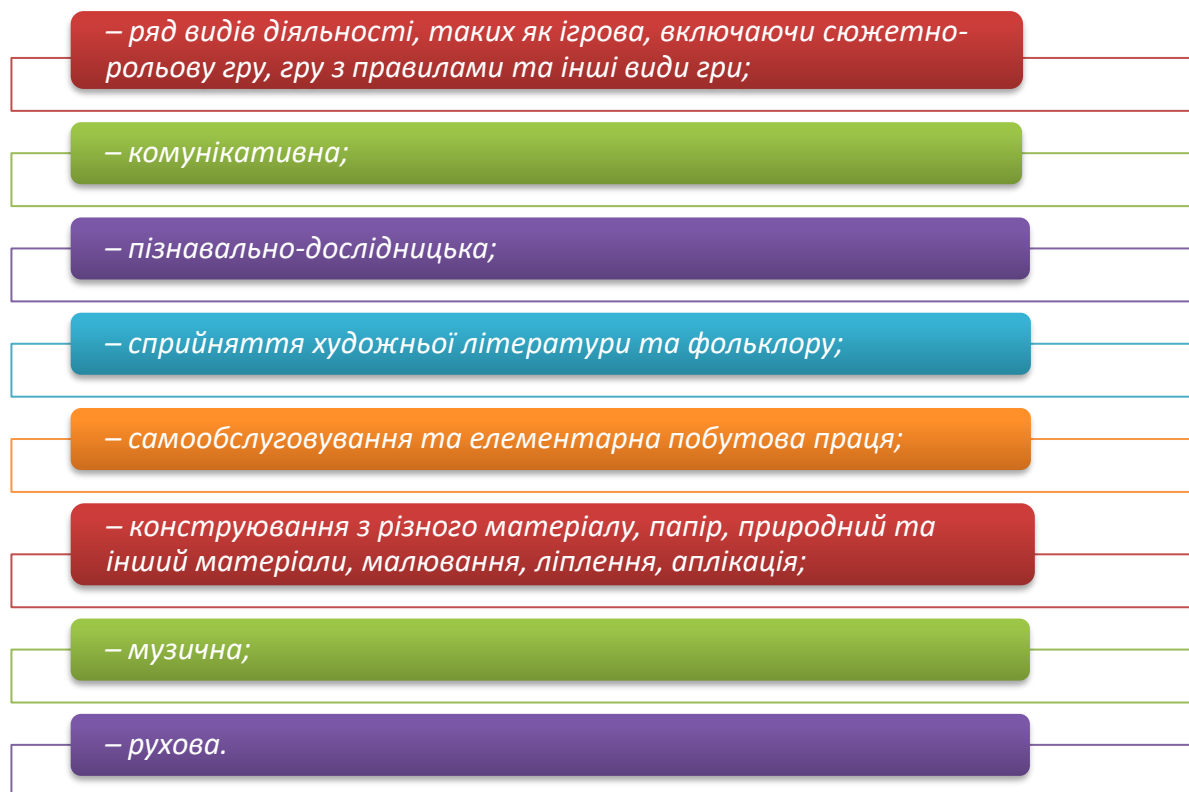 – ряд видів діяльності, таких як ігрова, включаючи сюжетно-
рольову гру, гру з правилами та інші види гри;
– комунікативна;
– пізнавально-дослідницька;
– сприйняття художньої літератури та фольклору;
– самообслуговування та елементарна побутова праця;
– конструювання з різного матеріалу, папір, природний та
інший матеріали, малювання, ліплення, аплікація;
– музична;
– рухова.